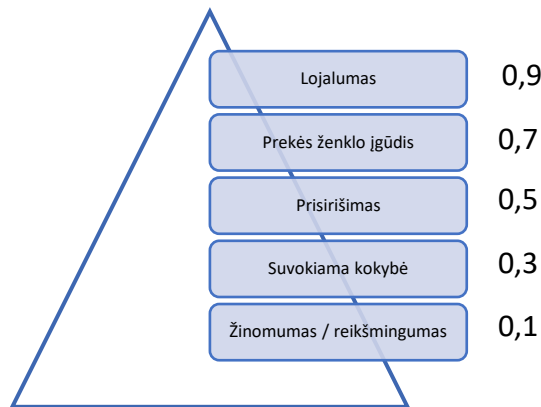 Lojalumas 0,9
Prekės ženklo įgūdis 0,7
Prisirišimas 0,5
Suvokiama kokybė 0,3
Žinomumas / reikšmingumas 0,1